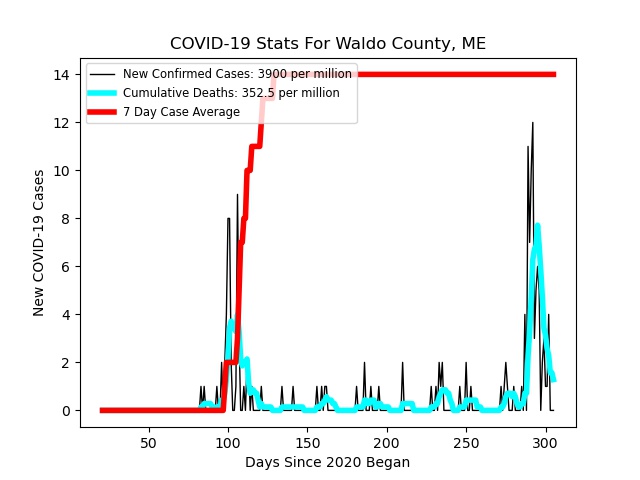 COVID-19 Stats For Waldo County, ME
New Confirmed Cases: 3900 per million
Cumulative Deaths: 352.5 per million
7 Day Case Average
New COVID-19 Cases
14
12
10
8
6
4
2
0
50 100 150 200 250 300
Days Since 2020 Began